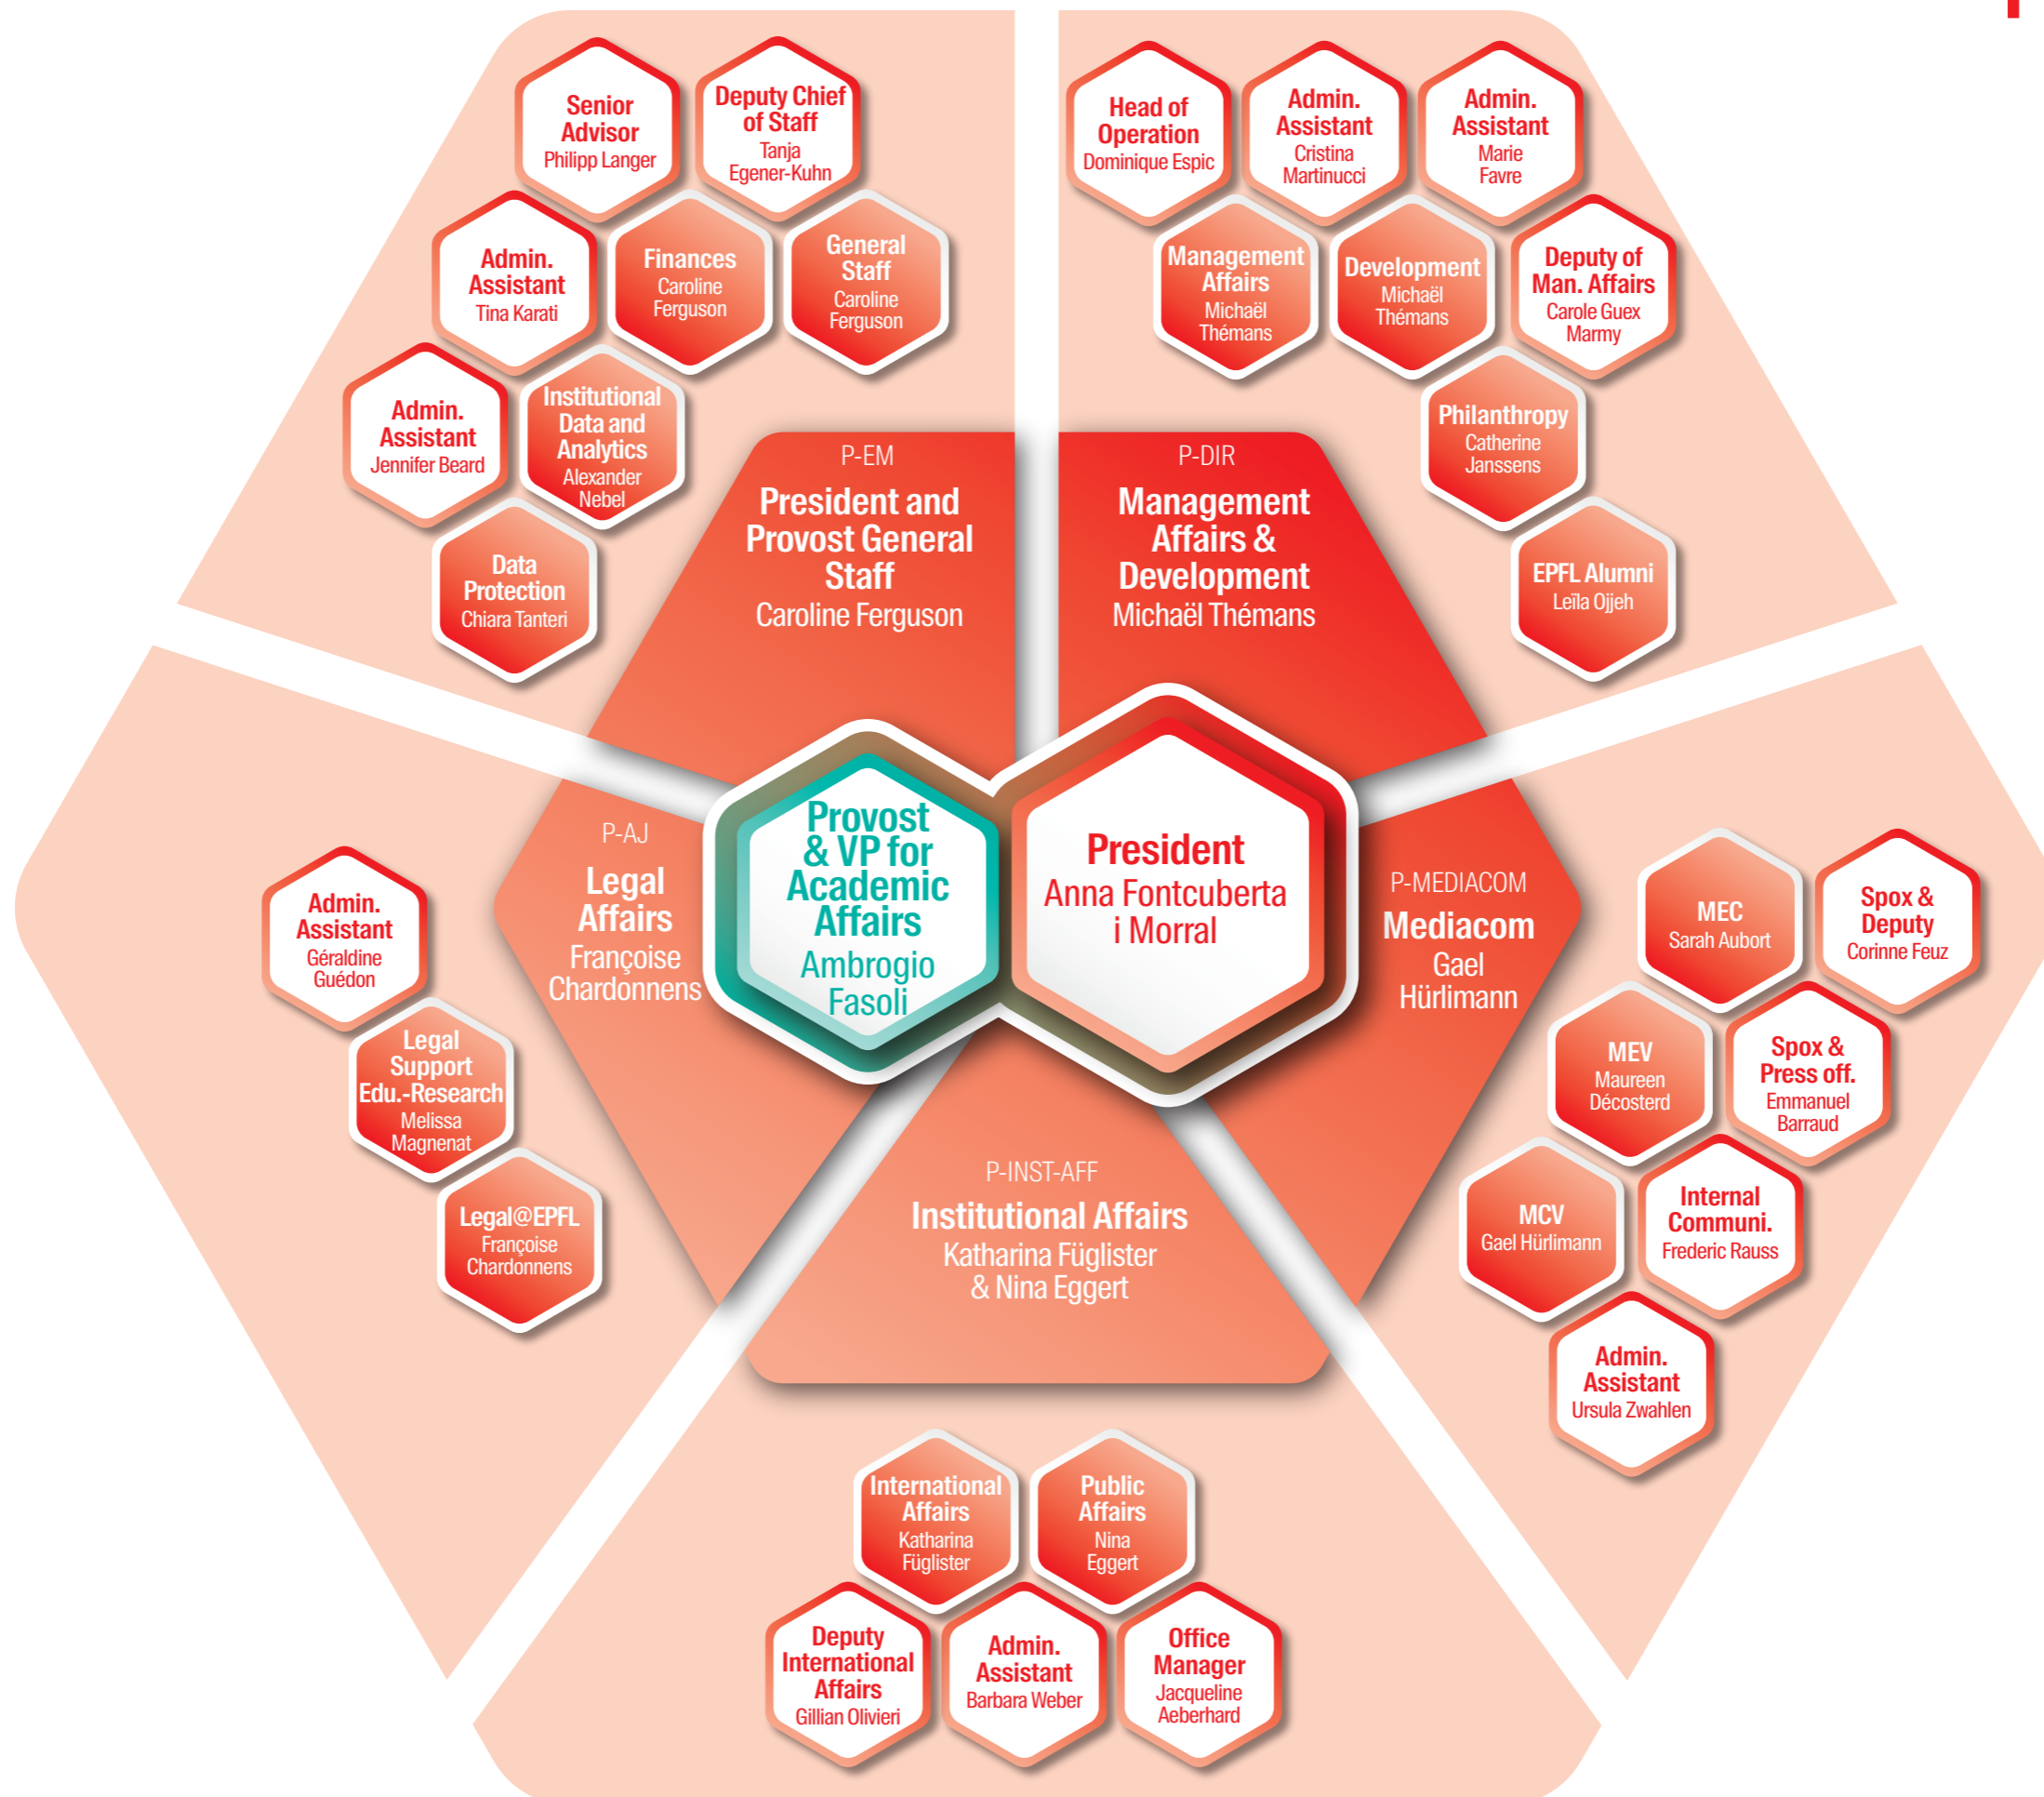 Senior
Advisor
Philipp Langer
Deputy Chief
of Staff
Tanja
Egener-Kuhn
Admin.
Assistant
Tina Karati
Finances
Caroline
Ferguson
General
Staff
Caroline
Ferguson
Admin.
Assistant
Jennifer Beard
Institutional
Data and
Analytics
Alexander
Nebel
Data
Protection
Chiara Tanteri
P-EM
President and
Provost General
Staff
Caroline Ferguson
Head of
Operation
Dominique Espic
Admin.
Assistant
Cristina
Martinucci
Admin.
Assistant
Marie
Favre
Management
Affairs
Michaël
Thémans
Development
Michaël
Thémans
Deputy of
Man. Affairs
Carole Guex
Marmy
Philanthropy
Catherine
Janssens
EPFL Alumni
Leïla Ojjeh
P-DIR
Management
Affairs &
Development
Michaël Thémans
P-AJ
Legal
Affairs
Françoise
Chardonnens
Admin.
Assistant
Géraldine
Guédon
Legal
Support
Edu.-Research
Melissa
Magnenat
Legal@EPFL
Françoise
Chardonnens
Provost
& VP for
Academic
Affairs
Ambrogio
Fasoli
President
Anna Fontcuberta
i Morral
P-MEDIACOM
Mediacom
Gael
Hürlimann
MEC
Sarah Aubort
Spox &
Deputy
Corinne Feuz
MEV
Maureen
Décosterd
Spox &
Press off.
Emmanuel
Barraud
MCV
Gael Hürlimann
Internal
Communi.
Frederic Rauss
Admin.
Assistant
Ursula Zwahlen
P-INST-AFF
Institutional Affairs
Katharina Füglister
& Nina Eggert
International
Affairs
Katharina
Füglister
Public
Affairs
Nina
Eggert
Deputy
International
Affairs
Gillian Olivieri
Admin.
Assistant
Barbara Weber
Office
Manager
Jacqueline
Aeberhard